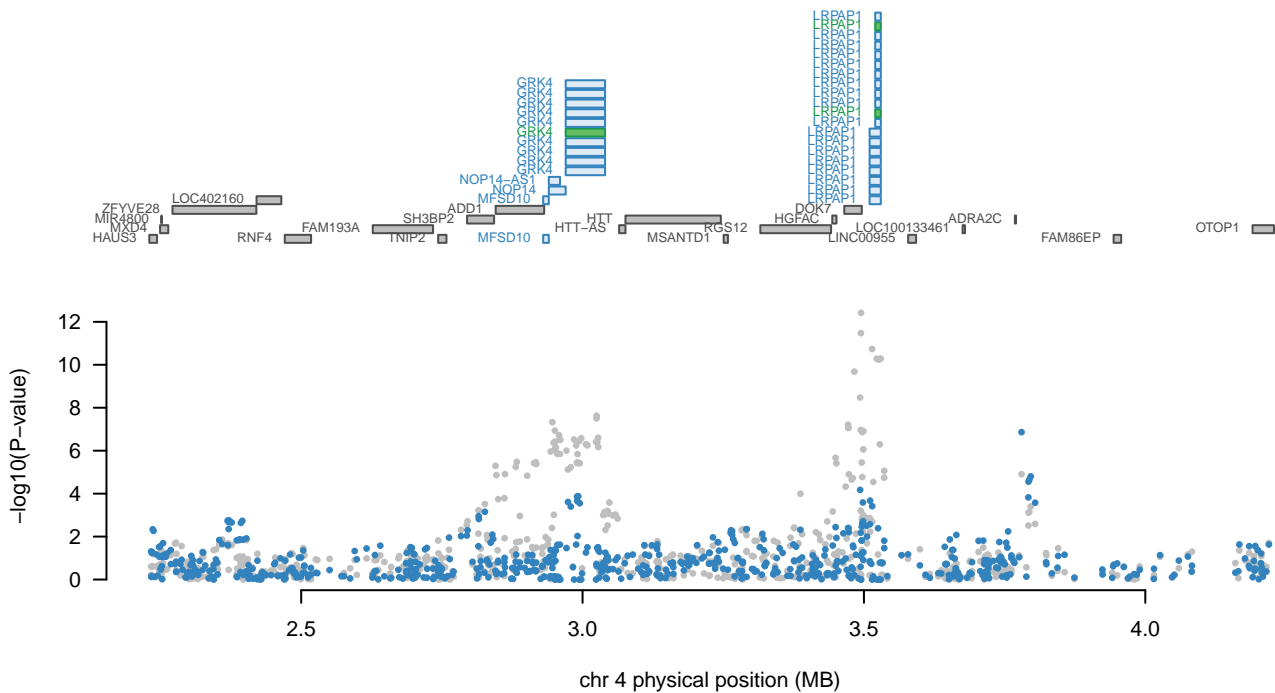 LRPAP1
LRPAP1
LRPAP1
LRPAP1
LRPAP1
LRPAP1
LRPAP1
GRK4 LRPAP1
GRK4 LRPAP1
GRK4 LRPAP1
GRK4 LRPAP1
GRK4 LRPAP1
GRK4 LRPAP1
GRK4 LRPAP1
GRK4 LRPAP1
GRK4 LRPAP1
GRK4 LRPAP1
NOP14−AS1 LRPAP1
NOP14 LRPAP1
LOC402160 MFSD10 LRPAP1
ZFYVE28 ADD1 DOK7
MIR4800 SH3BP2 HTT HGFAC ADRA2C
MXD4 FAM193A HTT−AS RGS12 LOC100133461 OTOP1
HAUS3 RNF4 TNIP2 MFSD10 MSANTD1 LINC00955 FAM86EP
12
10
8
6
4
2
0
−log10(P−value)
2.5 3.0 3.5 4.0
chr 4 physical position (MB)